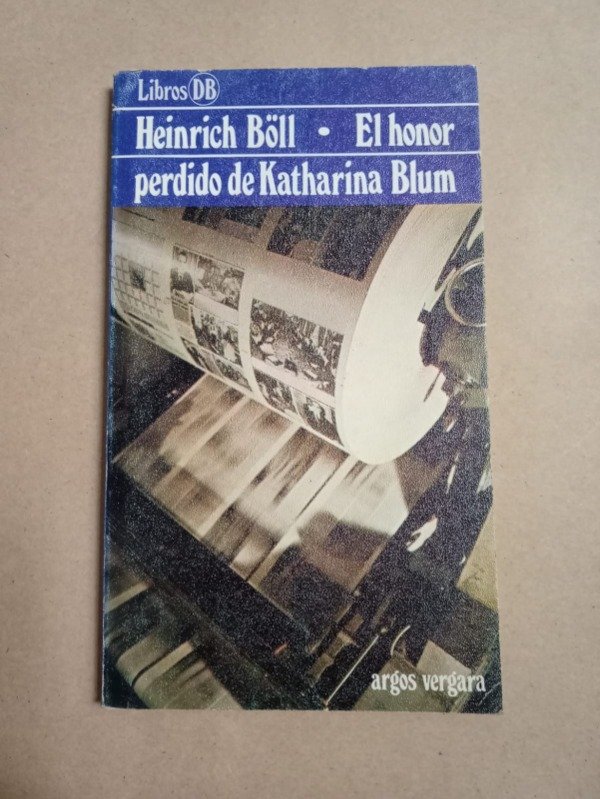 Libros DB
Heinrich Böll • El honor
perdido de Katharina Blum
argos vergara